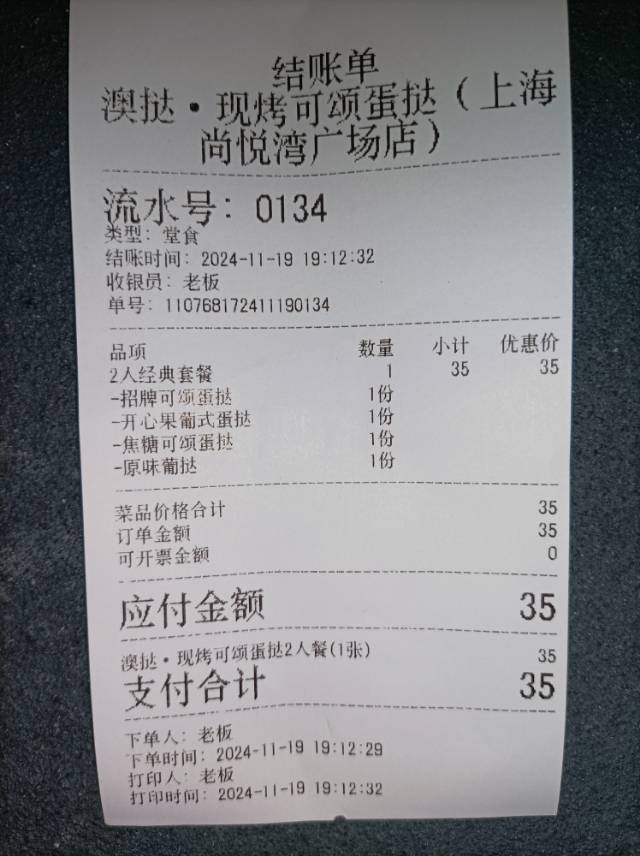 结账单
澳挞·现烤可颂蛋挞（上海
尚悦湾广场店）
流水号: 0134
类型: 堂食
结账时间: 2024-11-19 19:12:32
收银员: 老板
单号: 110768172411190134
品项 数量 小计 优惠价
2人经典套餐 1 35 35
-招牌可颂蛋挞 1份
-开心果葡式蛋挞 1份
-焦糖可颂蛋挞 1份
-原味葡挞 1份
菜品价格合计 35
订单金额 35
可开票金额 0
应付金额 35
澳挞·现烤可颂蛋挞2人餐(1张) 35
支付合计 35
下单人: 老板
下单时间: 2024-11-19 19:12:29
打印人: 老板
打印时间: 2024-11-19 19:12:32